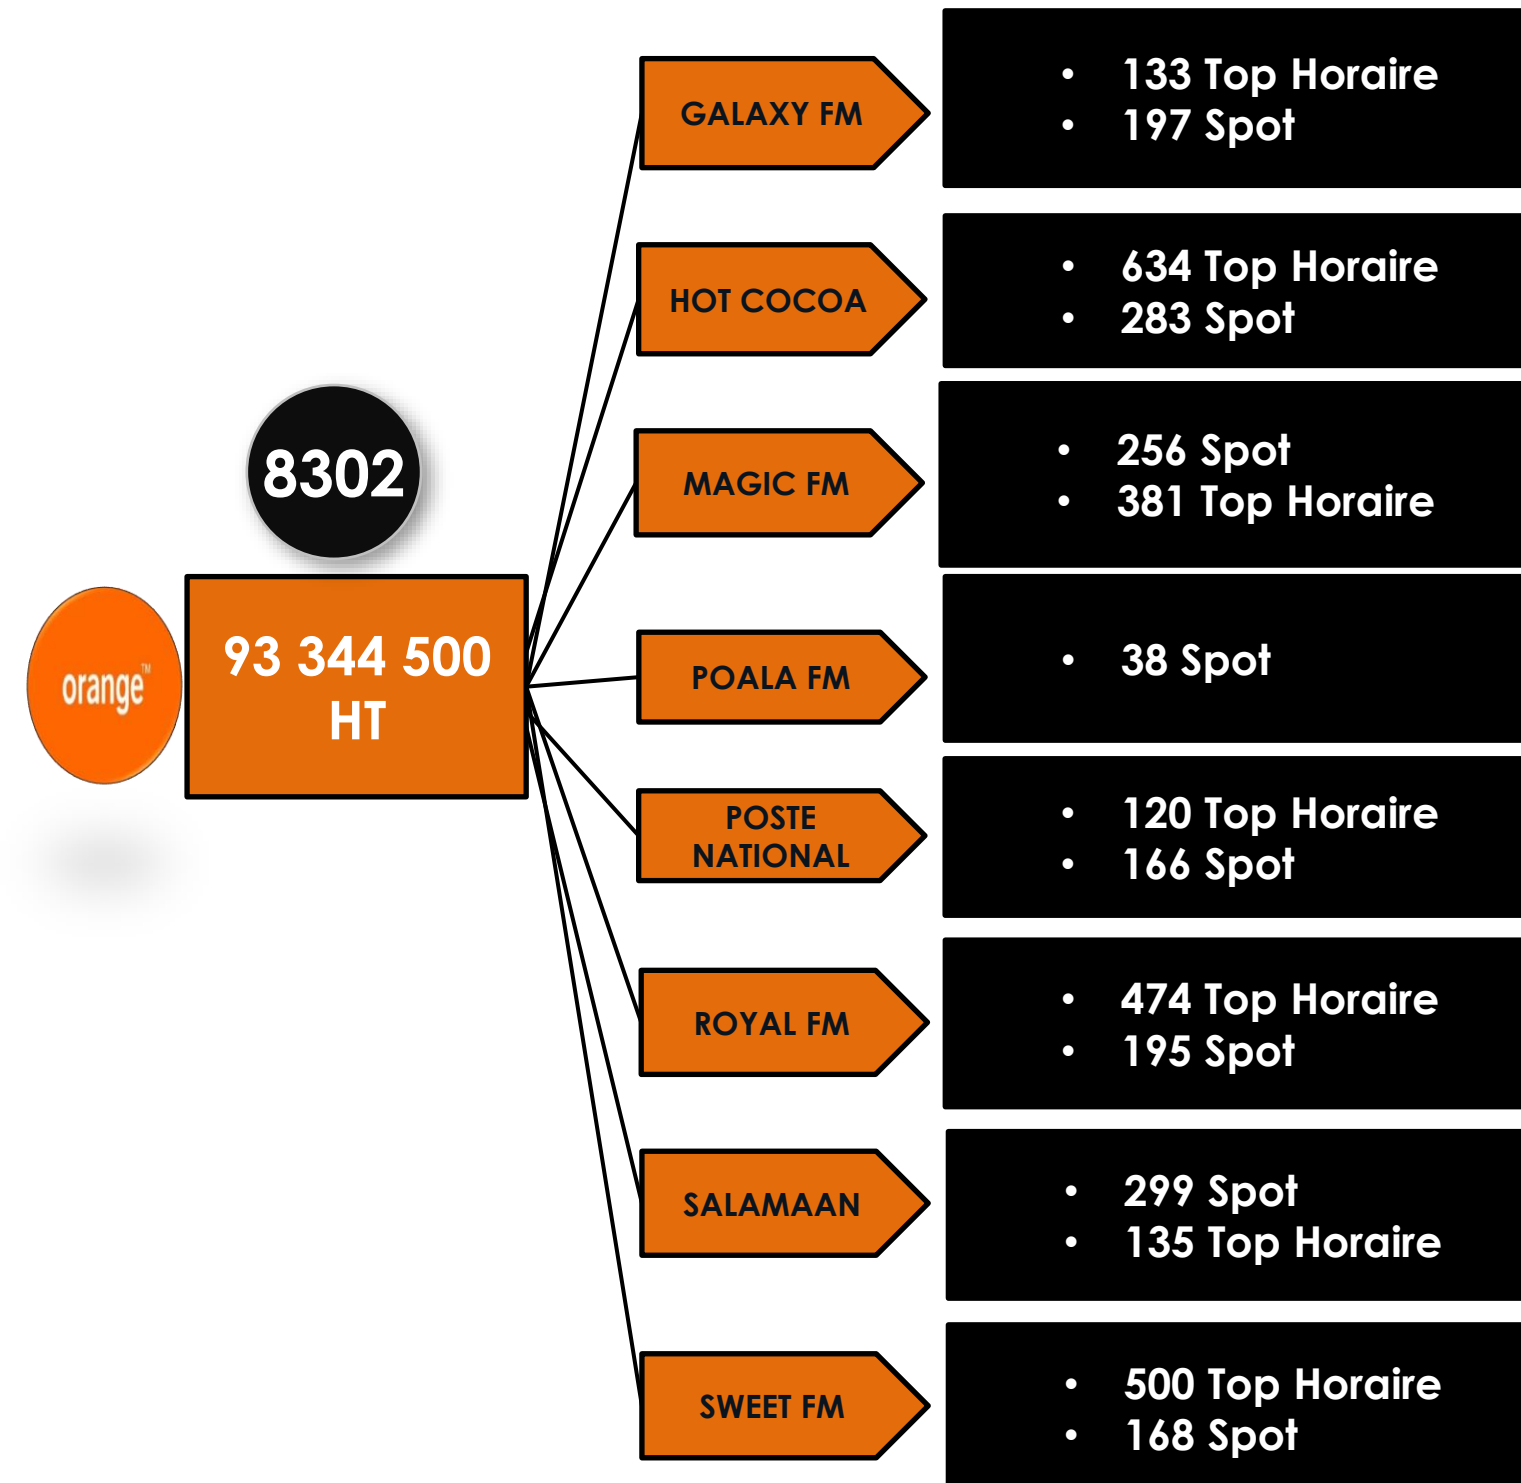 8302
orange™
93 344 500
HT
GALAXY FM
• 133 Top Horaire
• 197 Spot
HOT COCOA
• 634 Top Horaire
• 283 Spot
MAGIC FM
• 256 Spot
• 381 Top Horaire
POALA FM
• 38 Spot
POSTE
NATIONAL
• 120 Top Horaire
• 166 Spot
ROYAL FM
• 474 Top Horaire
• 195 Spot
SALAMAAN
• 299 Spot
• 135 Top Horaire
SWEET FM
• 500 Top Horaire
• 168 Spot